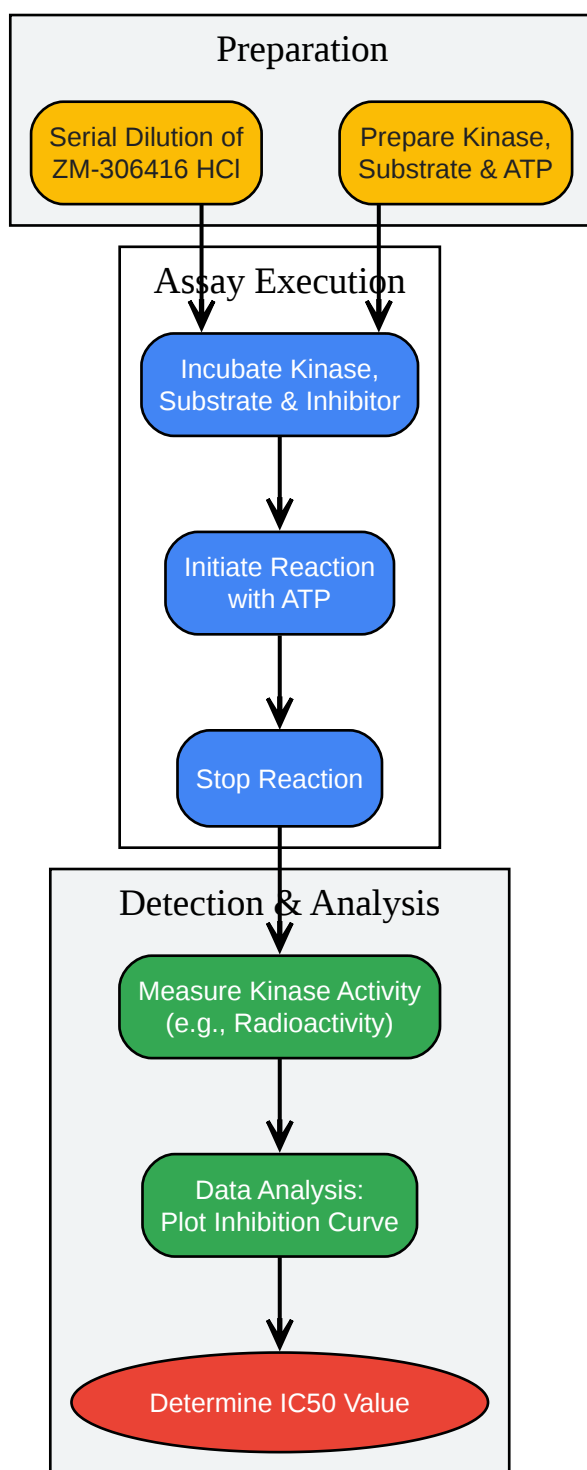 Preparation
Serial Dilution of
ZM-306416 HCl
Prepare Kinase,
Substrate & ATP
Assay Execution
Incubate Kinase,
Substrate & Inhibitor
Initiate Reaction
with ATP
Stop Reaction
Detection & Analysis
Measure Kinase Activity
(e.g., Radioactivity)
Data Analysis:
Plot Inhibition Curve
Determine IC50 Value